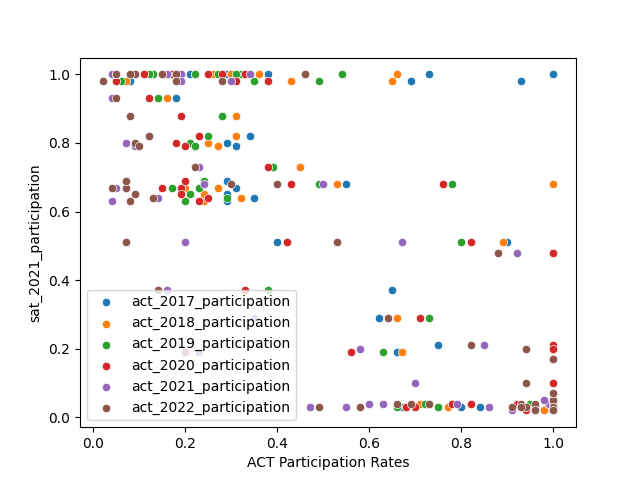 1.0
0.8
0.6
0.4
0.2
0.0
sat_2021_participation
act_2017_participation
act_2018_participation
act_2019_participation
act_2020_participation
act_2021_participation
act_2022_participation
0.0 0.2 0.4 0.6 0.8 1.0
ACT Participation Rates